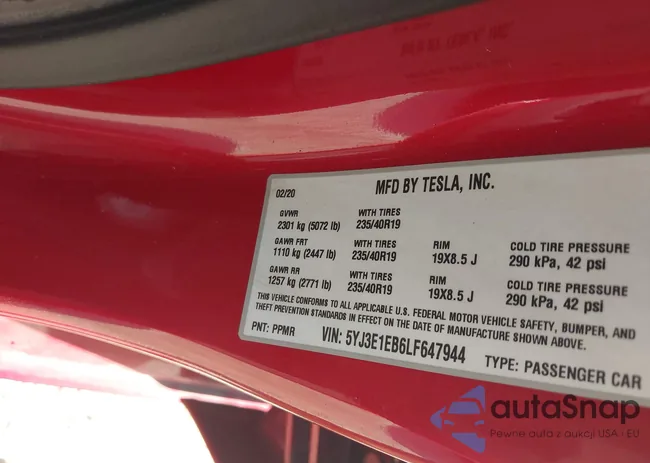 02/20 MFD BY TESLA, INC.
GVWR WITH TIRES
2301 kg (5072 lb) 235/40R19
GAWR FRT WITH TIRES RIM COLD TIRE PRESSURE
1110 kg (2447 lb) 235/40R19 19X8.5 J 290 kPa, 42 psi
GAWR RR WITH TIRES RIM COLD TIRE PRESSURE
1257 kg (2771 lb) 235/40R19 19X8.5 J 290 kPa, 42 psi
THIS VEHICLE CONFORMS TO ALL APPLICABLE U.S. FEDERAL MOTOR VEHICLE SAFETY, BUMPER, AND
THEFT PREVENTION STANDARDS IN EFFECT ON THE DATE OF MANUFACTURE SHOWN ABOVE.
PNT: PPMR VIN: 5YJ3E1EB6LF647944 TYPE: PASSENGER CAR
autaSnap
Pewne auta z aukcji USA i EU